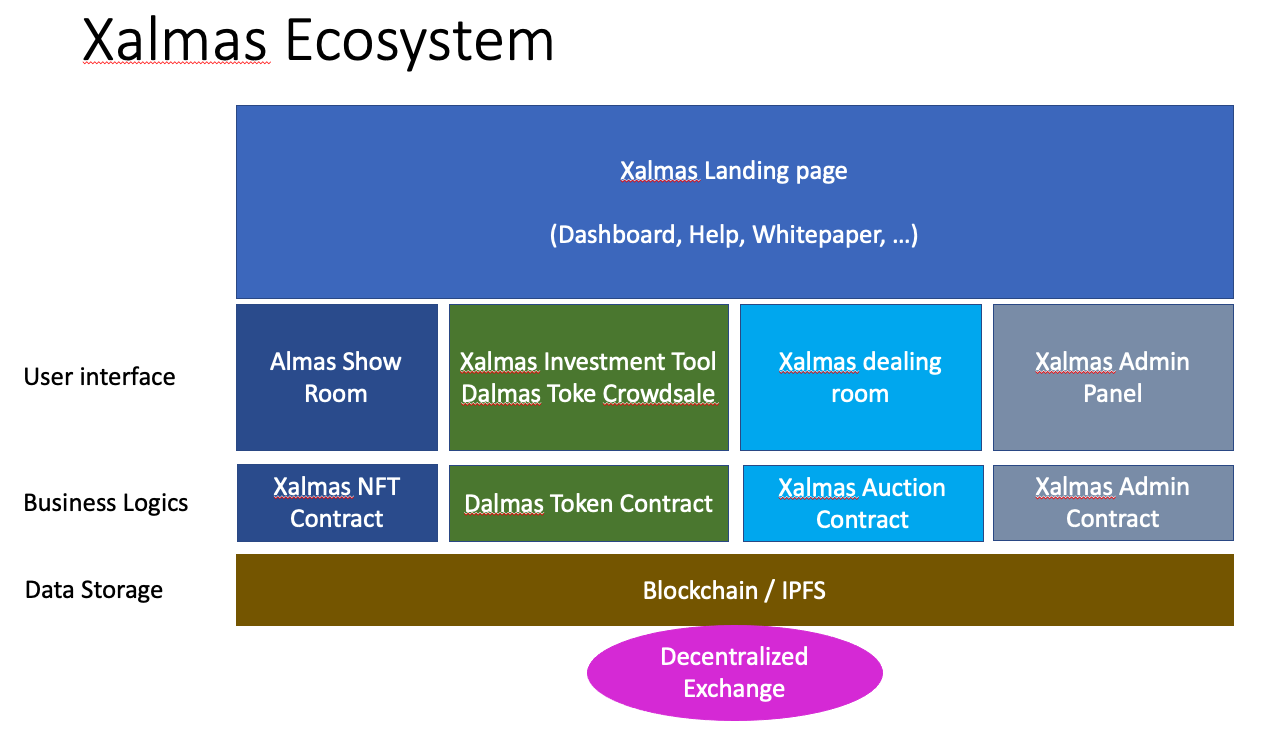 Xalmas Ecosystem
Xalmas Landing page
(Dashboard, Help, Whitepaper, ...)
User interface
Almas Show
Room
Xalmas Investment Tool
Dalmas Toke Crowdsale
Xalmas dealing
room
Xalmas Admin
Panel
Business Logics
Xalmas NFT
Contract
Dalmas Token Contract
Xalmas Auction
Contract
Xalmas Admin
Contract
Data Storage
Blockchain / IPFS
Decentralized
Exchange